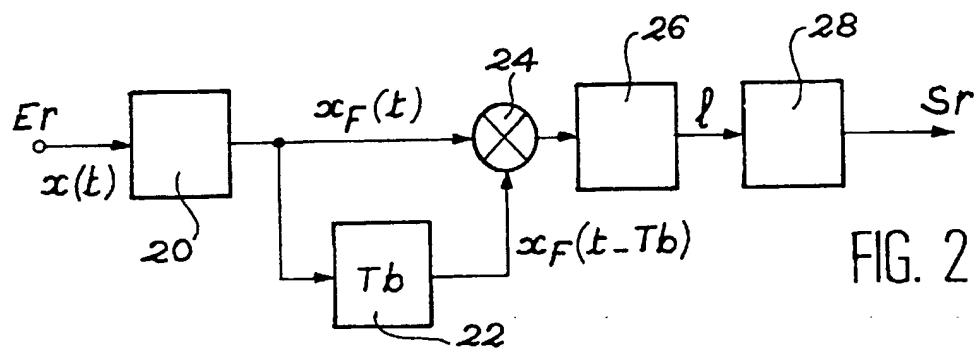 24
26
28
Er
x_F(t)
l
Sr
x(t)
20
Tb
x_F(t-Tb)
22
FIG. 2